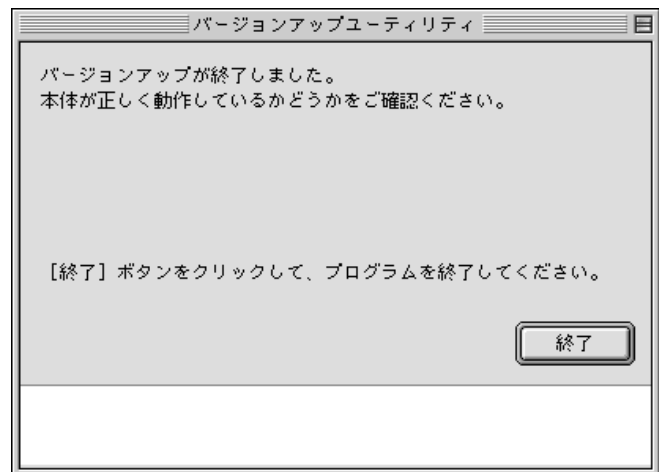 バージョンアップユーティリティ
バージョンアップが終了しました。
本体が正しく動作しているかどうかをご確認ください。
［終了］ボタンをクリックして、プログラムを終了してください。
終了